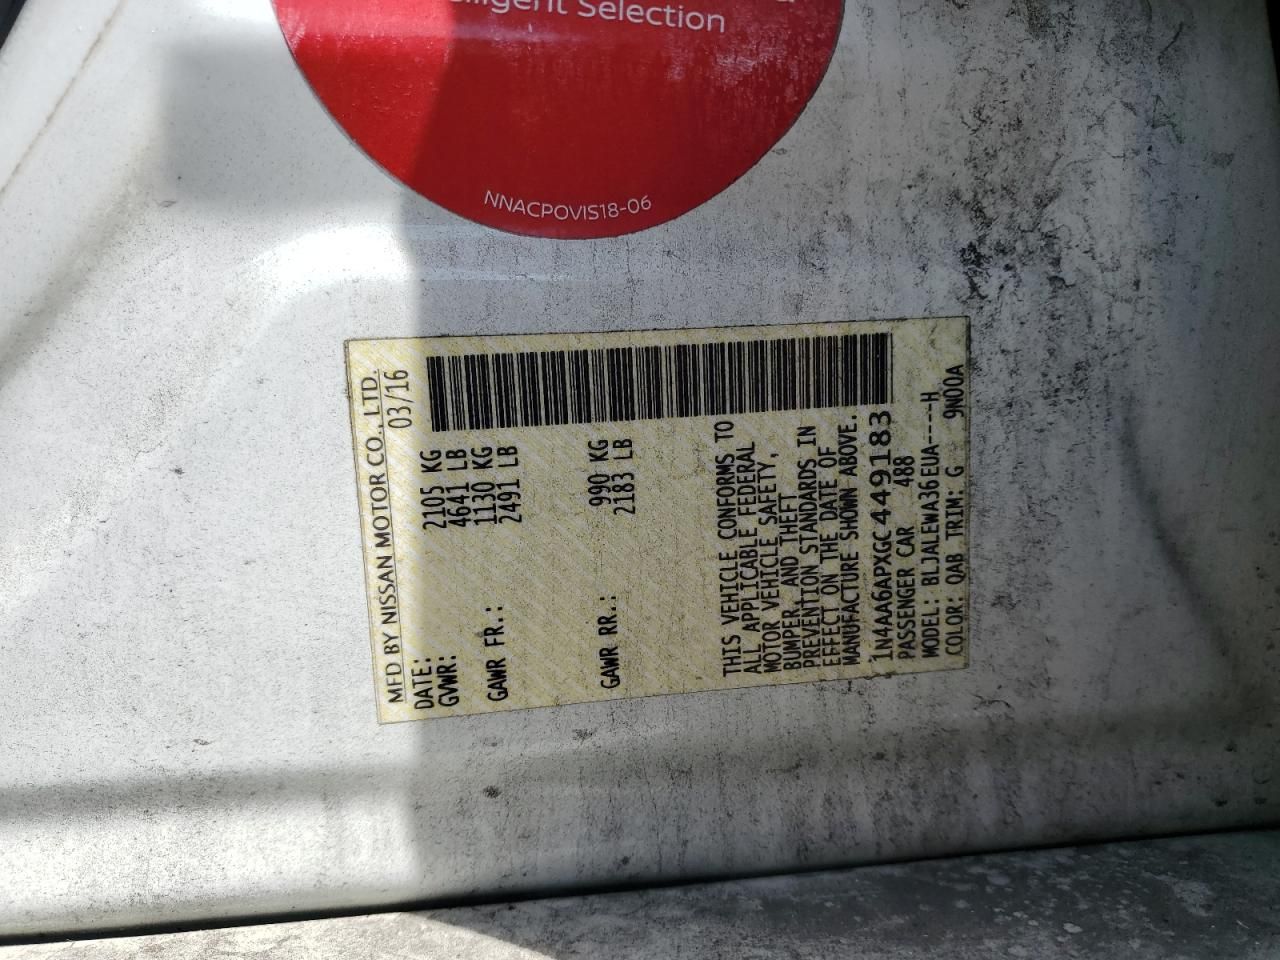 elligent Selection
NNACPOVIS18-06
MFD BY NISSAN MOTOR CO., LTD.
DATE: 03/16
GVWR: 2105 KG
4641 LB
GAWR FR.: 1130 KG
2491 LB
GAWR RR.: 990 KG
2183 LB
THIS VEHICLE CONFORMS TO
ALL APPLICABLE FEDERAL
MOTOR VEHICLE SAFETY,
BUMPER, AND THEFT
PREVENTION STANDARDS IN
EFFECT ON THE DATE OF
MANUFACTURE SHOWN ABOVE.
1N4AA6APXGC449183
PASSENGER CAR 488
MODEL: BLJALEWA36EUA----H
COLOR: QAB TRIM: G 9N00A